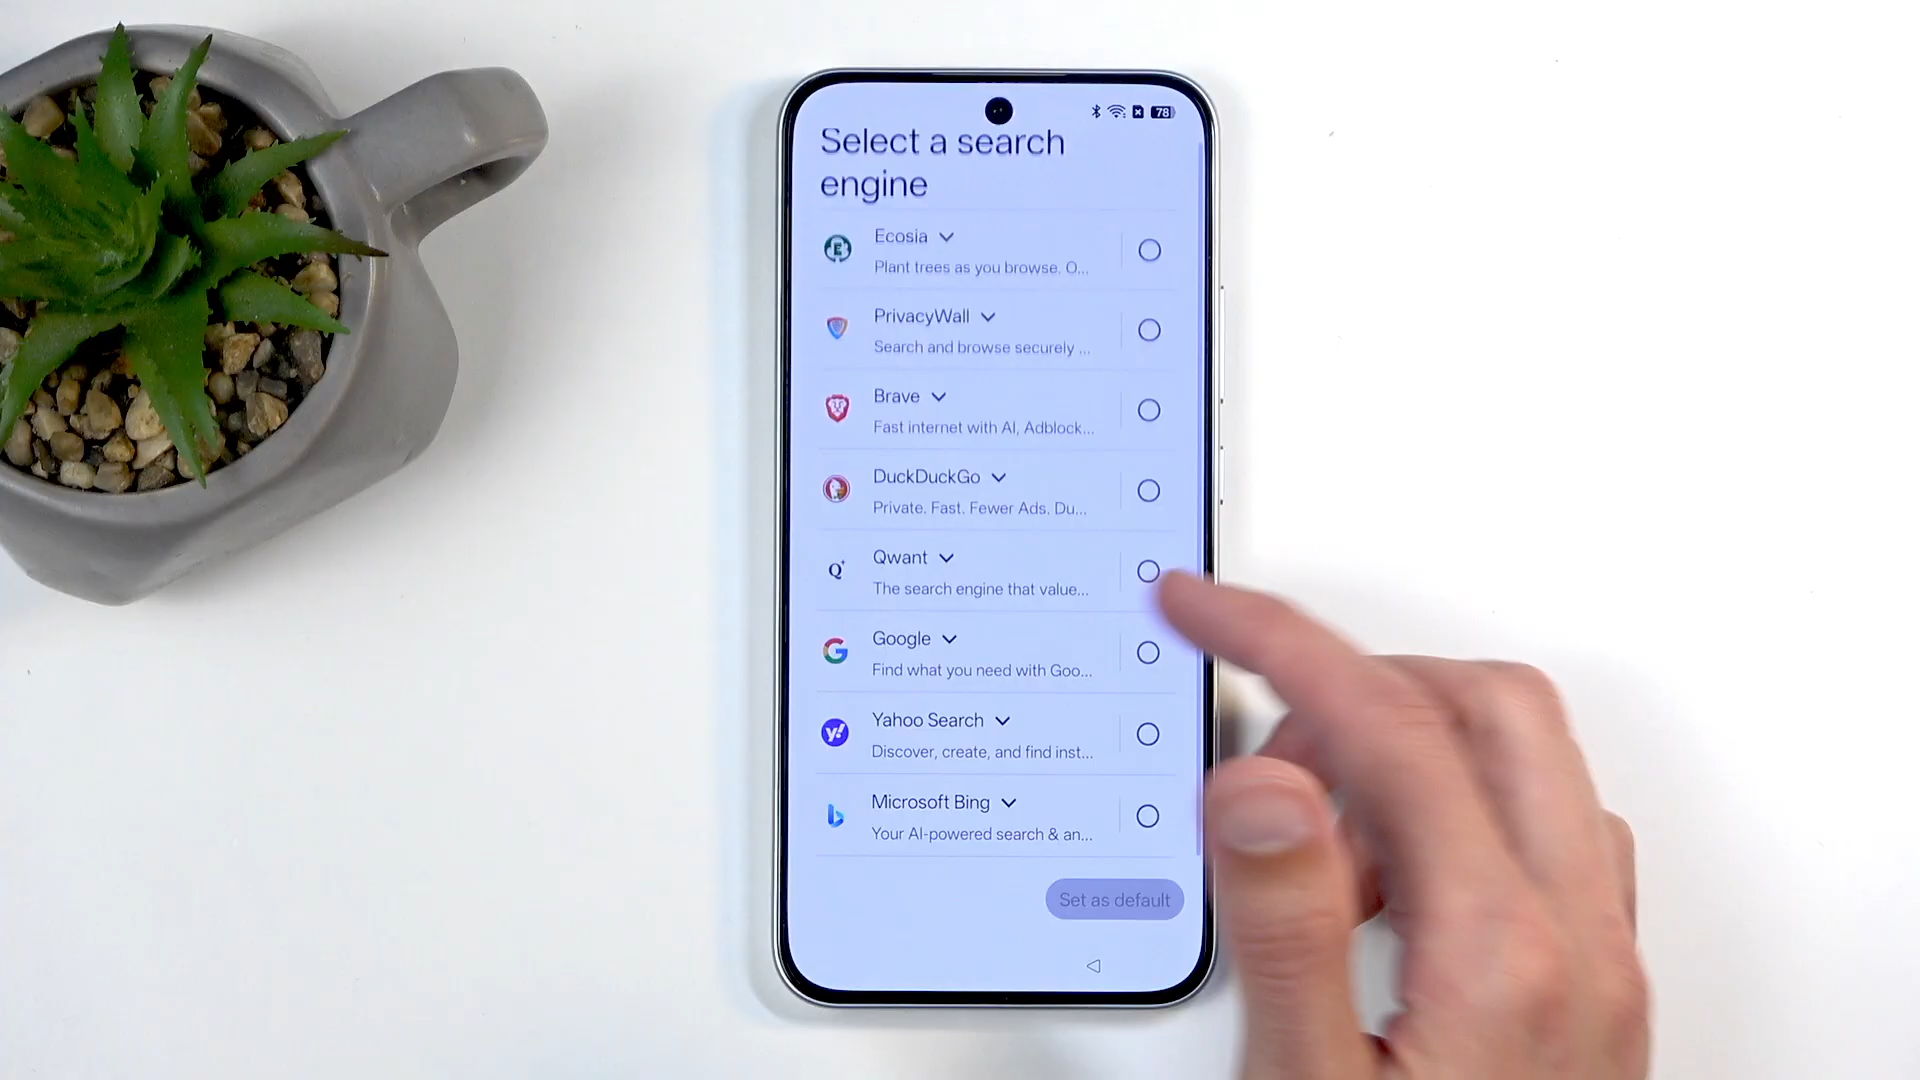 78
Select a search
engine
Ecosia
Plant trees as you browse. O...
PrivacyWall
Search and browse securely ...
Brave
Fast internet with AI, Adblock...
DuckDuckGo
Private. Fast. Fewer Ads. Du...
Qwant
The search engine that value...
Google
Find what you need with Goo...
Yahoo Search
Discover, create, and find inst...
Microsoft Bing
Your AI-powered search & an...
Set as default